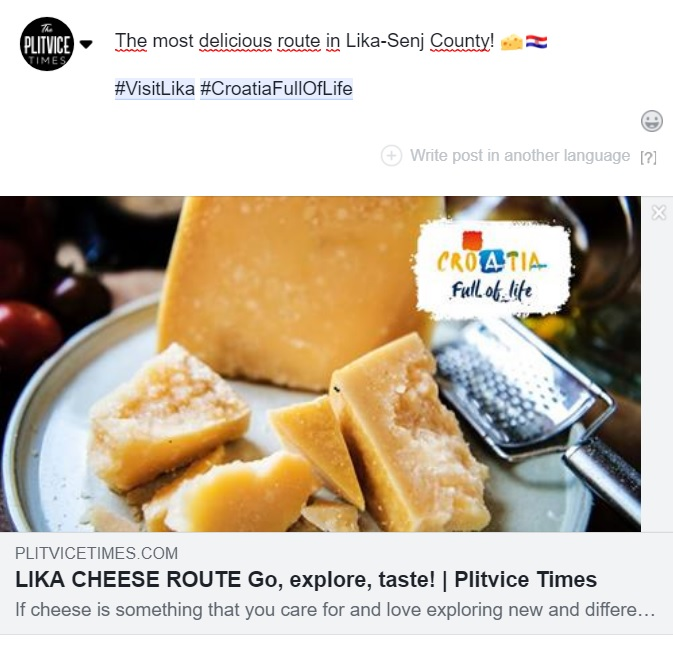 The
PLITVICE
TIMES
The most delicious route in Lika-Senj County! 🧀🇭🇷
#VisitLika #CroatiaFullOfLife
Write post in another language [?]
CROATIA
Full of life
PLITVICETIMES.COM
LIKA CHEESE ROUTE Go, explore, taste! | Plitvice Times
If cheese is something that you care for and love exploring new and differe...